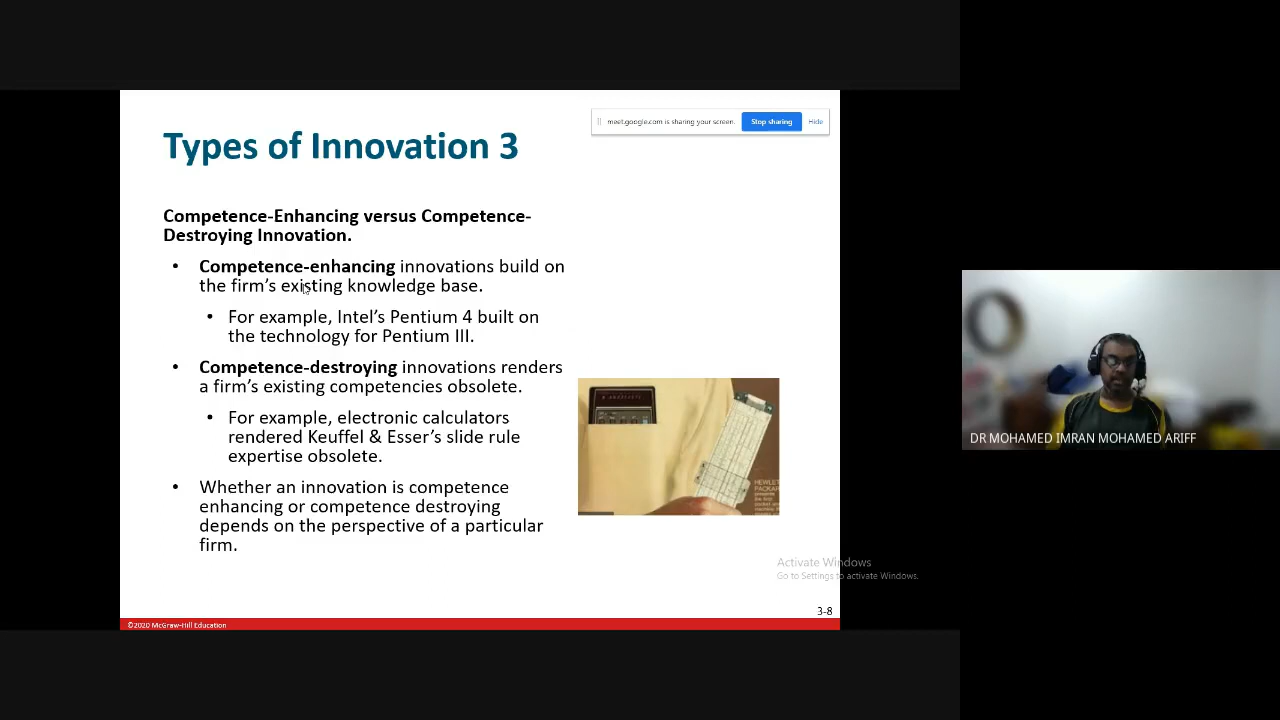 meet.google.com is sharing your screen.
Stop sharing
Hide
Types of Innovation 3
Competence-Enhancing versus Competence-
Destroying Innovation.
• Competence-enhancing innovations build on
the firm's existing knowledge base.
• For example, Intel's Pentium 4 built on
the technology for Pentium III.
• Competence-destroying innovations renders
a firm's existing competencies obsolete.
• For example, electronic calculators
rendered Keuffel & Esser's slide rule
expertise obsolete.
• Whether an innovation is competence
enhancing or competence destroying
depends on the perspective of a particular
firm.
HEWLE
PACKAR
DR MOHAMED IMRAN MOHAMED ARIFF
Activate Windows
Go to Settings to activate Windows.
3-8
©2020 McGraw-Hill Education